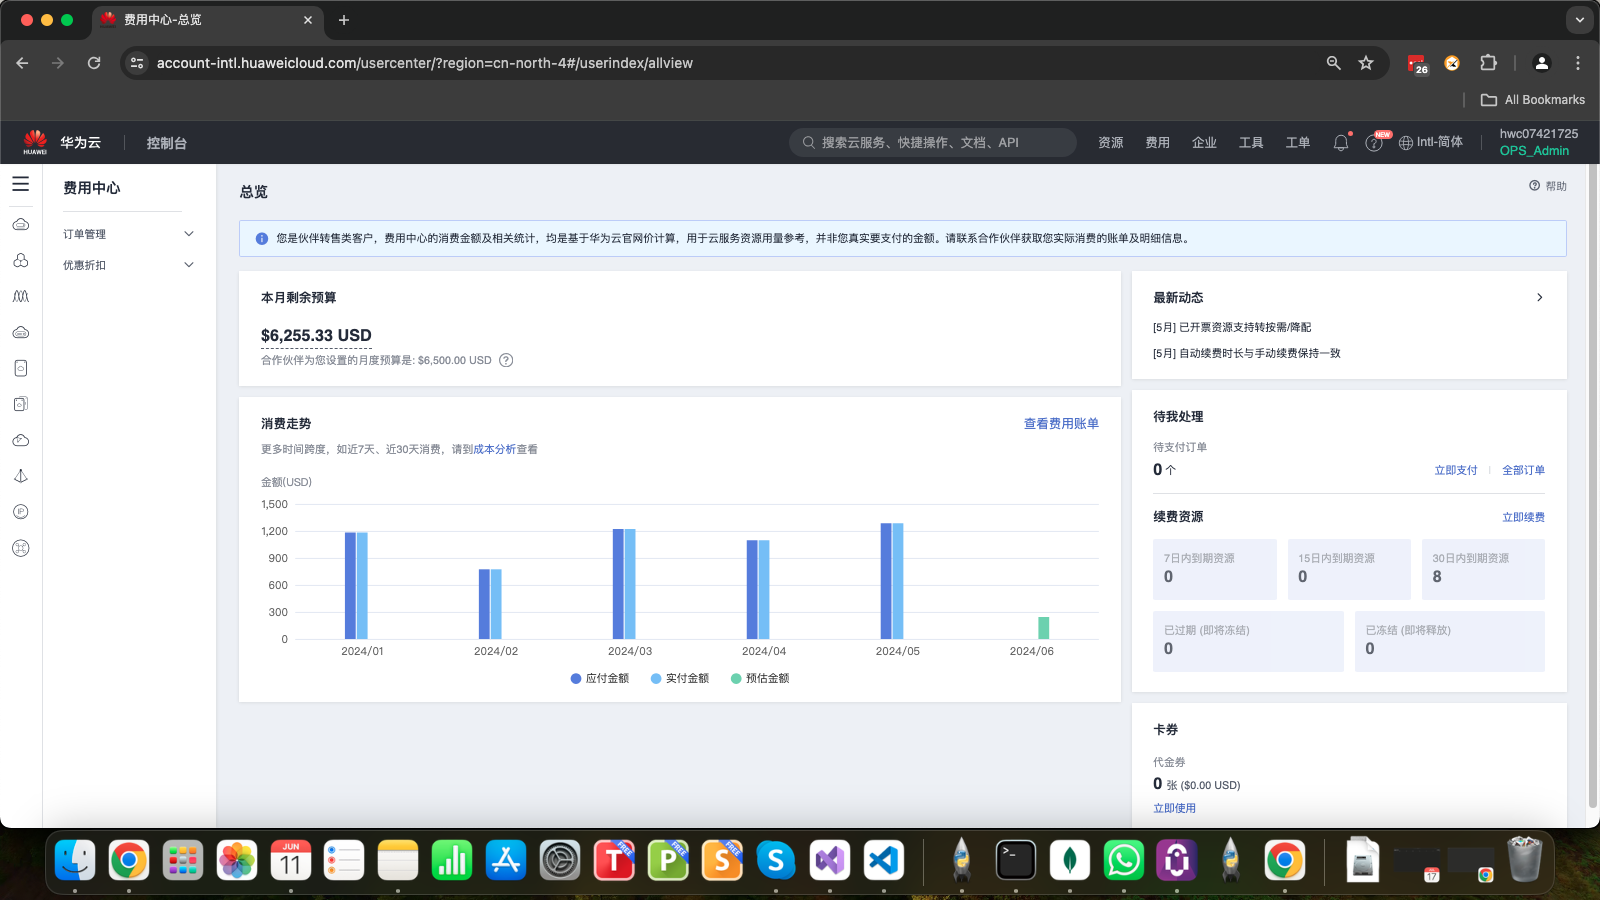 费用中心-总览
account-intl.huaweicloud.com/usercenter/?region=cn-north-4#/userindex/allview
26
All Bookmarks
HUAWEI
华为云
控制台
搜索云服务、快捷操作、文档、API
资源
费用
企业
工具
工单
NEW
Intl-简体
hwc07421725
OPS_Admin
费用中心
订单管理
优惠折扣
总览
帮助
您是伙伴转售类客户，费用中心的消费金额及相关统计，均是基于华为云官网价计算，用于云服务资源用量参考，并非您真实要支付的金额。请联系合作伙伴获取您实际消费的账单及明细信息。
本月剩余预算
$6,255.33 USD
合作伙伴为您设置的月度预算是: $6,500.00 USD
最新动态
[5月] 已开票资源支持转按需/降配
[5月] 自动续费时长与手动续费保持一致
消费走势
查看费用账单
更多时间跨度，如近7天、近30天消费，请到成本分析查看
金额(USD)
1,500
1,200
900
600
300
0
2024/01
2024/02
2024/03
2024/04
2024/05
2024/06
应付金额
实付金额
预估金额
待我处理
待支付订单
0 个
立即支付
全部订单
续费资源
立即续费
7日内到期资源
0
15日内到期资源
0
30日内到期资源
8
已过期 (即将冻结)
0
已冻结 (即将释放)
0
卡券
代金券
0 张 ($0.00 USD)
立即使用
IP
JUN
11
T
FREE
P
FREE
S
FREE
S
17